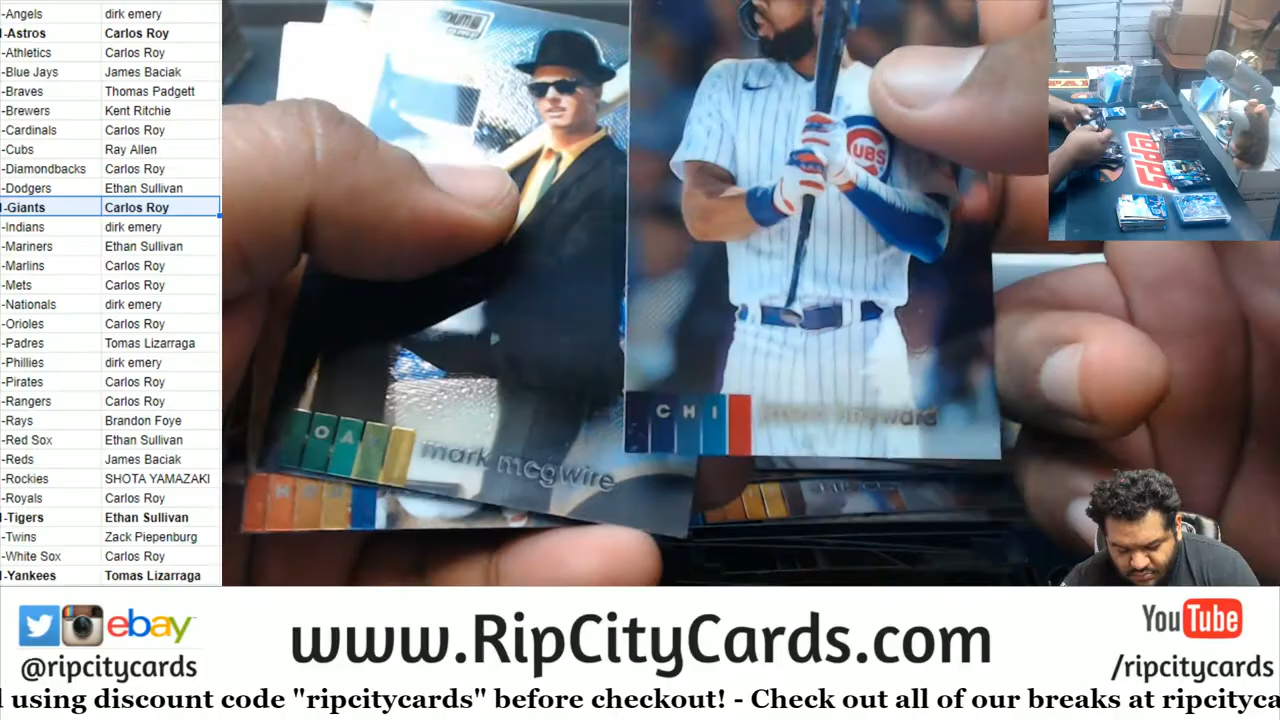 -Angels dirk emery
-Astros Carlos Roy
-Athletics Carlos Roy
-Blue Jays James Baciak
-Braves Thomas Padgett
-Brewers Kent Ritchie
-Cardinals Carlos Roy
-Cubs Ray Allen
-Diamondbacks Carlos Roy
-Dodgers Ethan Sullivan
-Giants Carlos Roy
-Indians dirk emery
-Mariners Ethan Sullivan
-Marlins Carlos Roy
-Mets Carlos Roy
-Nationals dirk emery
-Orioles Carlos Roy
-Padres Tomas Lizarraga
-Phillies dirk emery
-Pirates Carlos Roy
-Rangers Carlos Roy
-Rays Brandon Foye
-Red Sox Ethan Sullivan
-Reds James Baciak
-Rockies SHOTA YAMAZAKI
-Royals Carlos Roy
-Tigers Ethan Sullivan
-Twins Zack Piepenburg
-White Sox Carlos Roy
-Yankees Tomas Lizarraga
CUBS
CHI
OAK
mark mcgwire
TOPPS
ebay
@ripcitycards
www.RipCityCards.com
YouTube
/ripcitycards
using discount code "ripcitycards" before checkout! - Check out all of our breaks at ripcityca